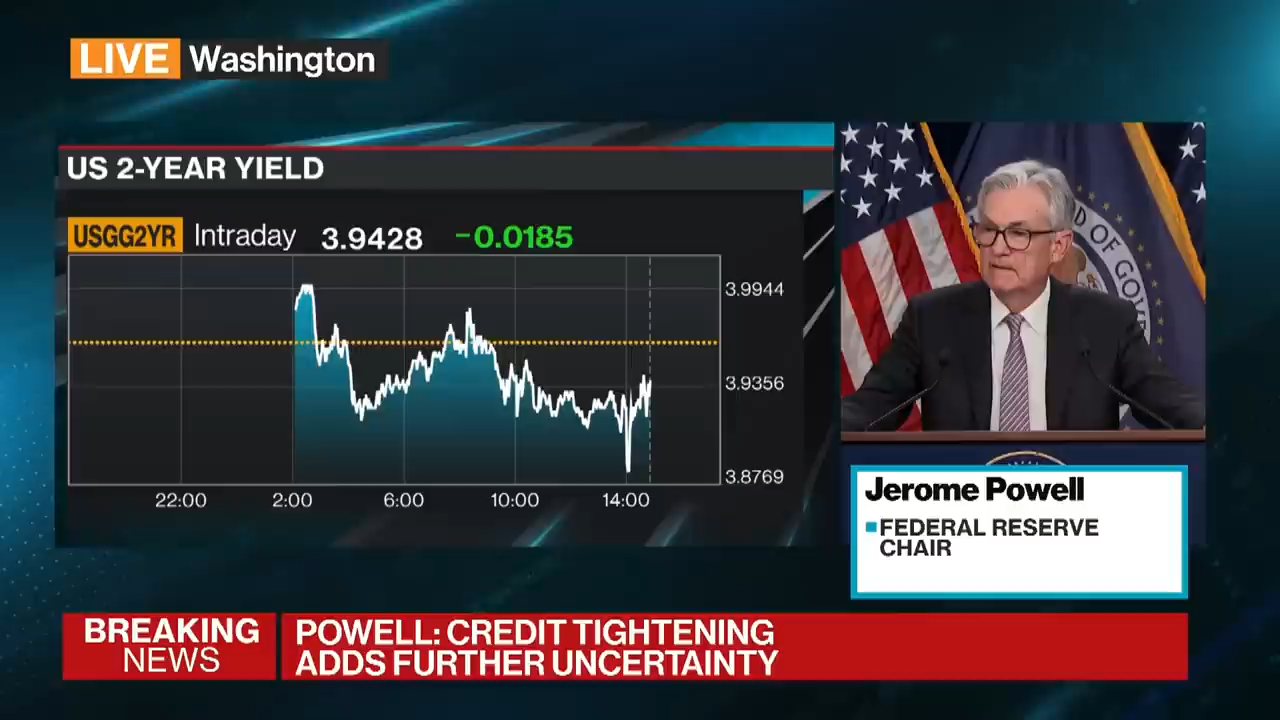 LIVE Washington
US 2-YEAR YIELD
USGG2YR Intraday 3.9428 -0.0185
3.9944
3.9356
3.8769
22:00 2:00 6:00 10:00 14:00
D OF GOV
Jerome Powell
FEDERAL RESERVE
CHAIR
BREAKING
NEWS
POWELL: CREDIT TIGHTENING
ADDS FURTHER UNCERTAINTY